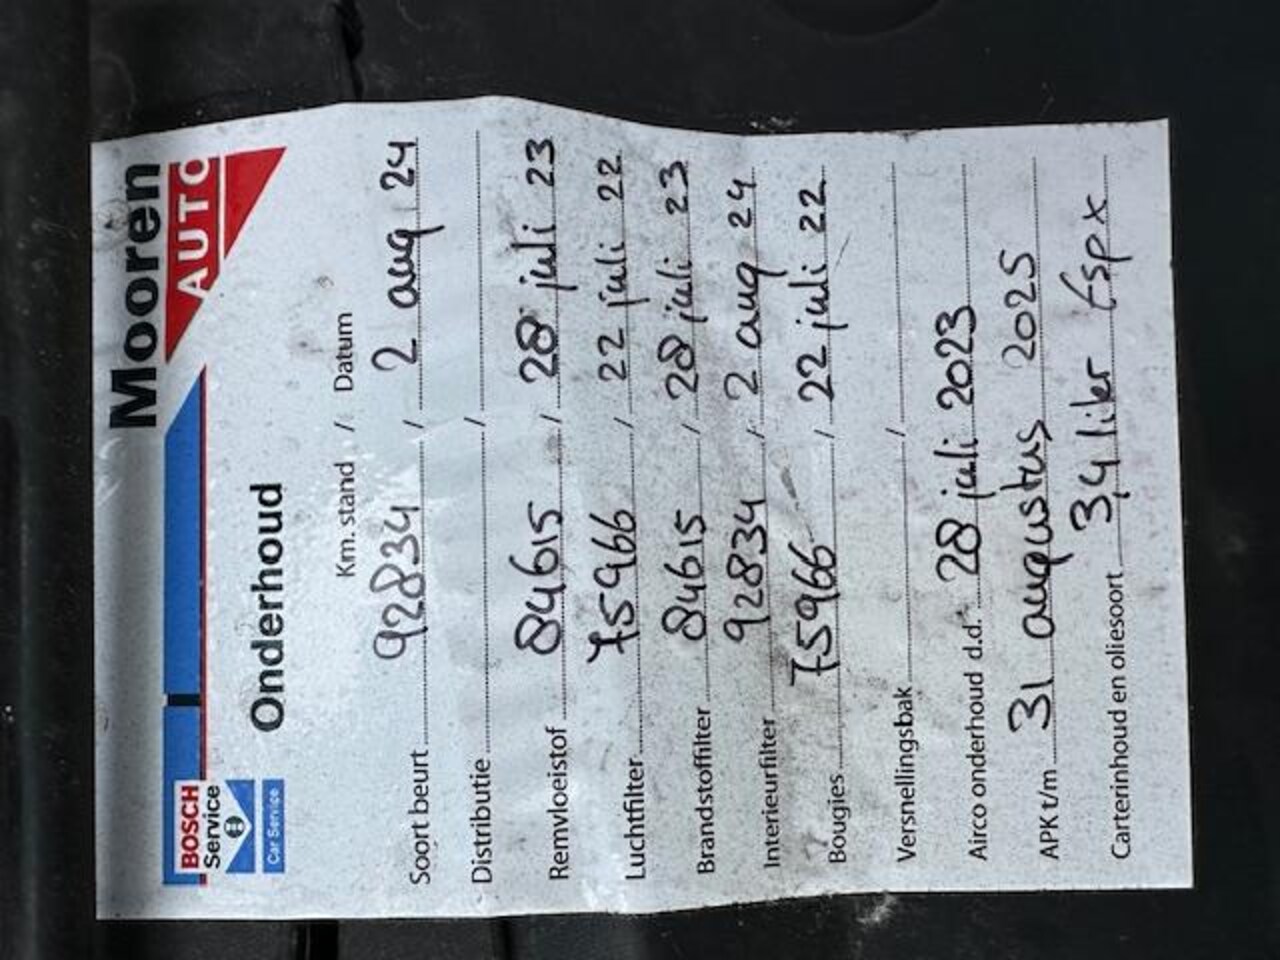 Mooren
AUTO
BOSCH
Service
Car Service
Onderhoud
Km. stand / Datum
Soort beurt 92834 / 2 aug 24
Distributie /
Remvloeistof 84615 / 28 juli 23
Luchtfilter 75966 / 22 juli 22
Brandstoffilter 84615 / 28 juli 23
Interieurfilter 92834 / 2 aug 24
Bougies 75966 / 22 juli 22
Versnellingsbak /
Airco onderhoud d.d. 28 juli 2023
APK t/m 31 augustus 2025
Carterinhoud en oliesoort 3,4 liter Espx